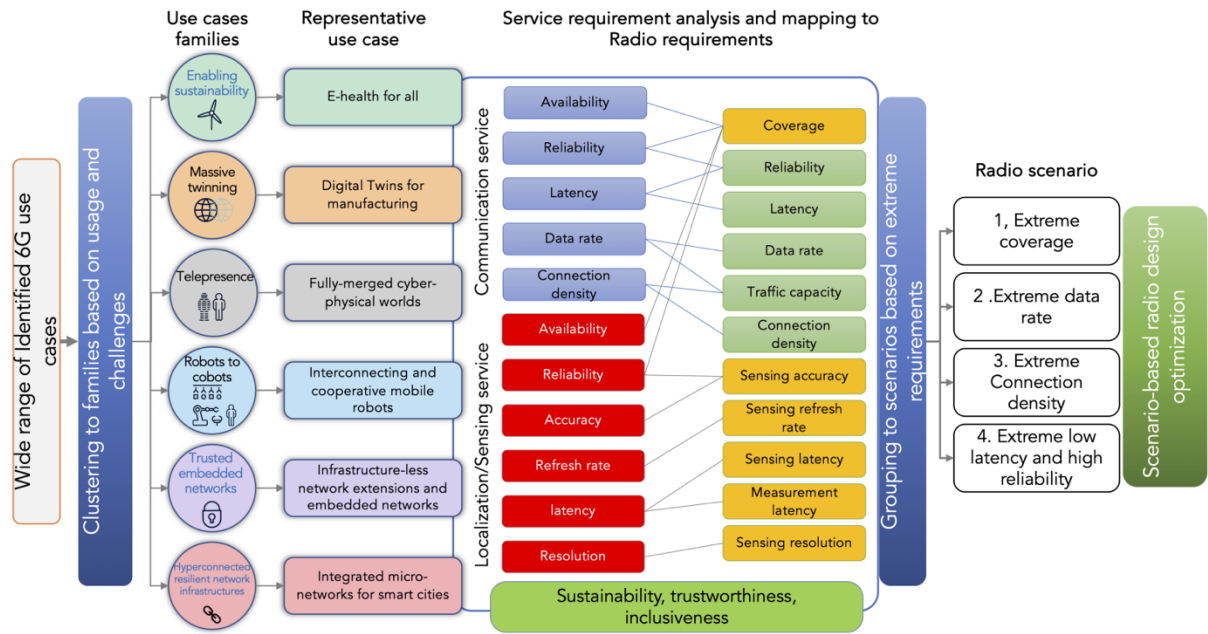 Use cases
families
Representative
use case
Service requirement analysis and mapping to
Radio requirements
Wide range of Identified 6G use
cases
Clustering to families based on usage and
challenges
Enabling
sustainability
E-health for all
Massive
twinning
Digital Twins for
manufacturing
Telepresence
Fully-merged cyber-
physical worlds
Robots to
cobots
Interconnecting and
cooperative mobile
robots
Trusted
embedded
networks
Infrastructure-less
network extensions and
embedded networks
Hyperconnected
resilient network
infrastructures
Integrated micro-
networks for smart cities
Communication service
Availability
Reliability
Latency
Data rate
Connection
density
Localization/Sensing service
Availability
Reliability
Accuracy
Refresh rate
latency
Resolution
Coverage
Reliability
Latency
Data rate
Traffic capacity
Connection
density
Sensing accuracy
Sensing refresh
rate
Sensing latency
Measurement
latency
Sensing resolution
Sustainability, trustworthiness,
inclusiveness
Grouping to scenarios based on extreme
requirements
Radio scenario
1, Extreme
coverage
2 .Extreme data
rate
3. Extreme
Connection
density
4. Extreme low
latency and high
reliability
Scenario-based radio design
optimization